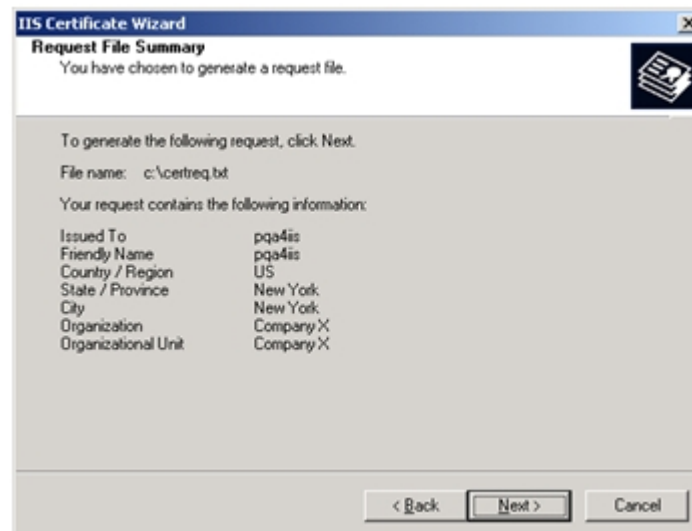 IIS Certificate Wizard
Request File Summary
You have chosen to generate a request file.
To generate the following request, click Next.
File name: c:\certreq.txt
Your request contains the following information:
Issued To pqa4iis
Friendly Name pqa4iis
Country / Region US
State / Province New York
City New York
Organization Company X
Organizational Unit Company X
< Back Next > Cancel